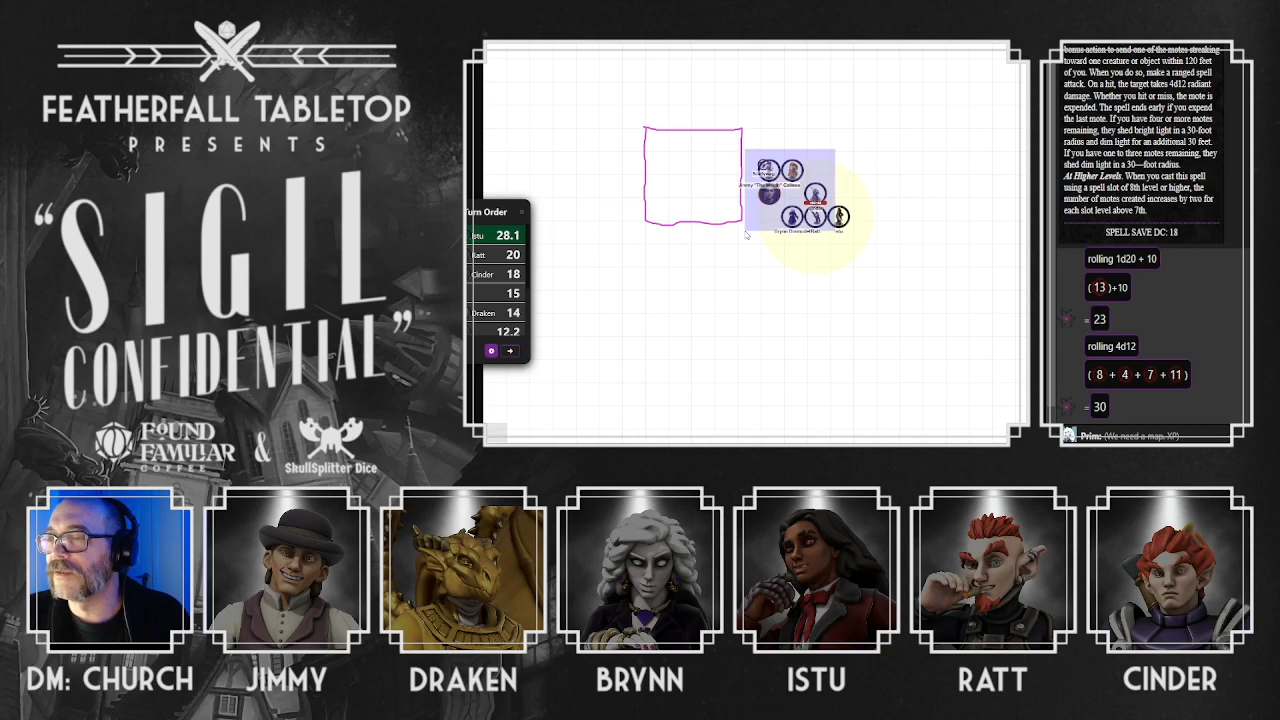 FEATHERFALL TABLETOP
PRESENTS
“SIGIL
CONFIDENTIAL”
FOUND
FAMILIAR
COFFEE
&
SkullSplitter Dice
Turn Order
Istu 28.1
Ratt 20
Cinder 18
15
Draken 14
12.2
Jimmy "The Mouth" Calleos
bonus action to send one of the motes streaking
toward one creature or object within 120 feet
of you. When you do so, make a ranged spell
attack. On a hit, the target takes 4d12 radiant
damage. Whether you hit or miss, the mote is
expended. The spell ends early if you expend
the last mote. If you have four or more motes
remaining, they shed bright light in a 30-foot
radius and dim light for an additional 30 feet.
If you have one to three motes remaining, they
shed dim light in a 30—foot radius.
At Higher Levels. When you cast this spell
using a spell slot of 8th level or higher, the
number of motes created increases by two for
each slot level above 7th.
SPELL SAVE DC: 18
rolling 1d20 + 10
( 13 )+10
= 23
rolling 4d12
( 8 + 4 + 7 + 11 )
= 30
Prim: (We need a map. XP)
DM: CHURCH
JIMMY
DRAKEN
BRYNN
ISTU
RATT
CINDER